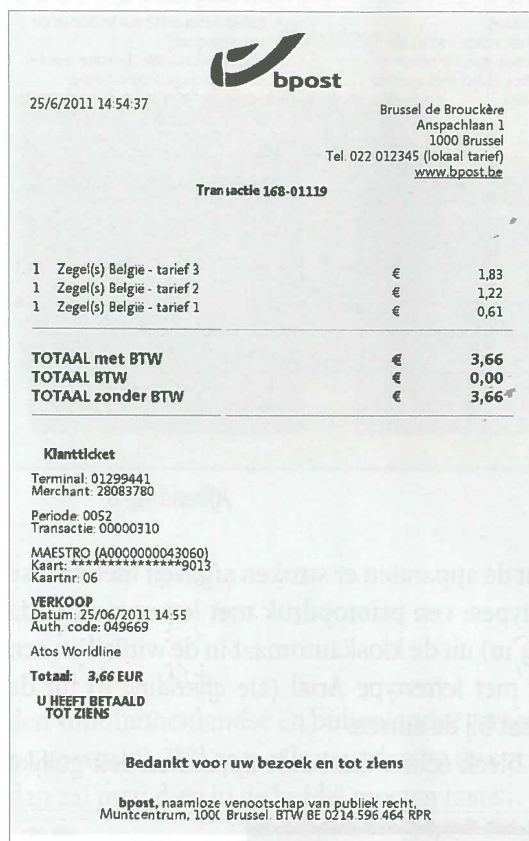 bpost
25/6/2011 14:54:37
Brussel de Brouckère
Anspachlaan 1
1000 Brussel
Tel. 022 012345 (lokaal tarief)
www.bpost.be
Transactie 168-01119
1 Zegel(s) België - tarief 3 € 1,83
1 Zegel(s) België - tarief 2 € 1,22
1 Zegel(s) België - tarief 1 € 0,61
TOTAAL met BTW € 3,66
TOTAAL BTW € 0,00
TOTAAL zonder BTW € 3,66
Klantticket
Terminal: 01299441
Merchant: 28083780
Periode: 0052
Transactie: 00000310
MAESTRO (A0000000043060)
Kaart: ***************9013
Kaartnr: 06
VERKOOP
Datum: 25/06/2011 14:55
Auth. code: 049669
Atos Worldline
Totaal: 3,66 EUR
U HEEFT BETAALD
TOT ZIENS
Bedankt voor uw bezoek en tot ziens
bpost, naamloze venootschap van publiek recht,
Muntcentrum, 100C Brussel. BTW BE 0214 596 464 RPR